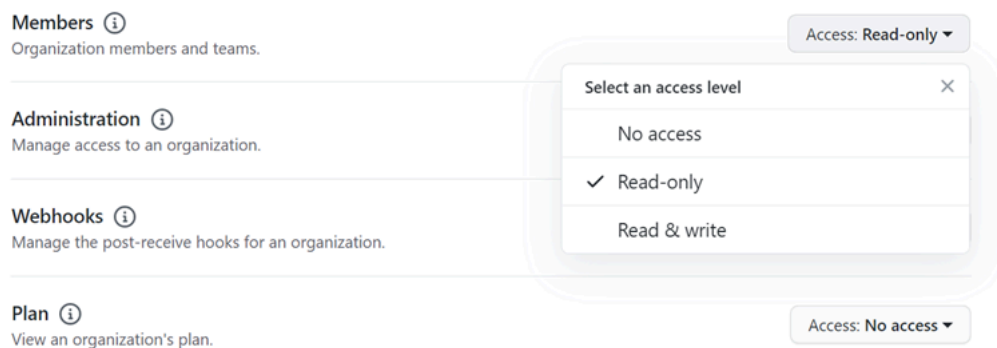 Members
Organization members and teams.
Access: Read-only
Select an access level
No access
Read-only
Read & write
Administration
Manage access to an organization.
Webhooks
Manage the post-receive hooks for an organization.
Plan
View an organization's plan.
Access: No access